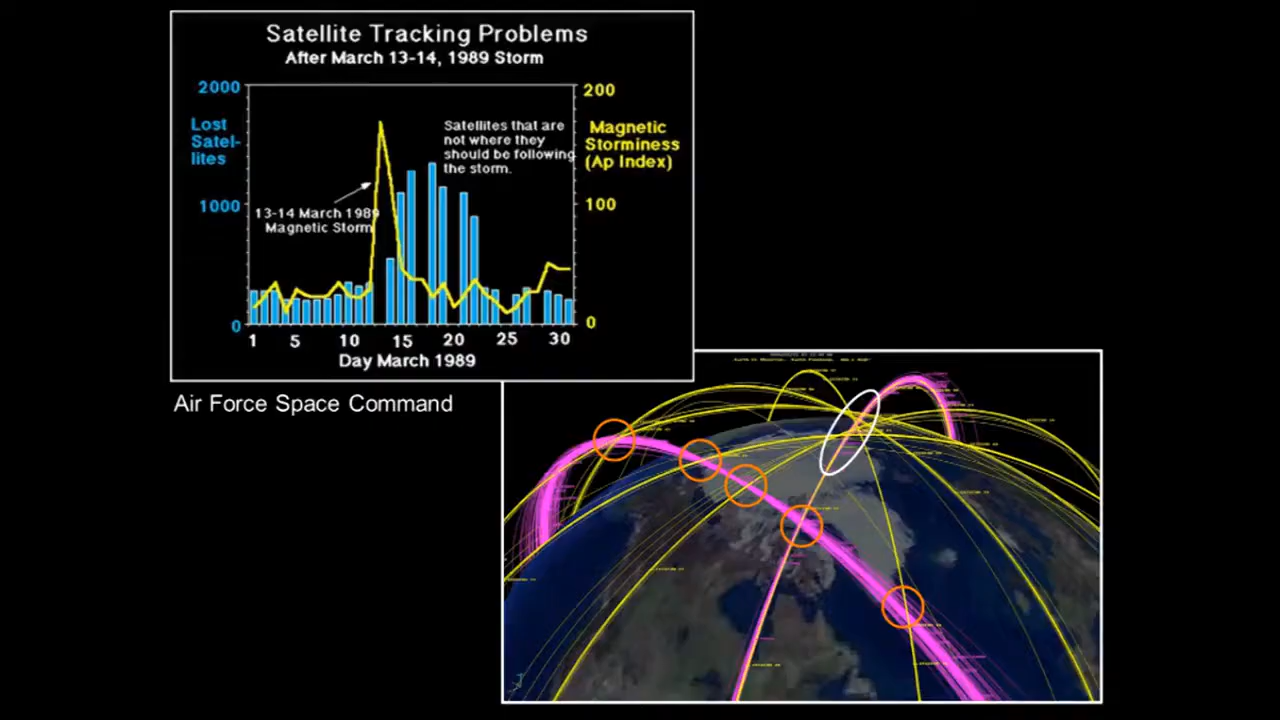 Satellite Tracking Problems
After March 13-14, 1989 Storm
2000
200
Lost
Satel-
lites
Satellites that are
not where they
should be following
the storm.
Magnetic
Storminess
(Ap Index)
1000
100
13-14 March 1989
Magnetic Storm
0
0
1 5 10 15 20 25 30
Day March 1989
Air Force Space Command